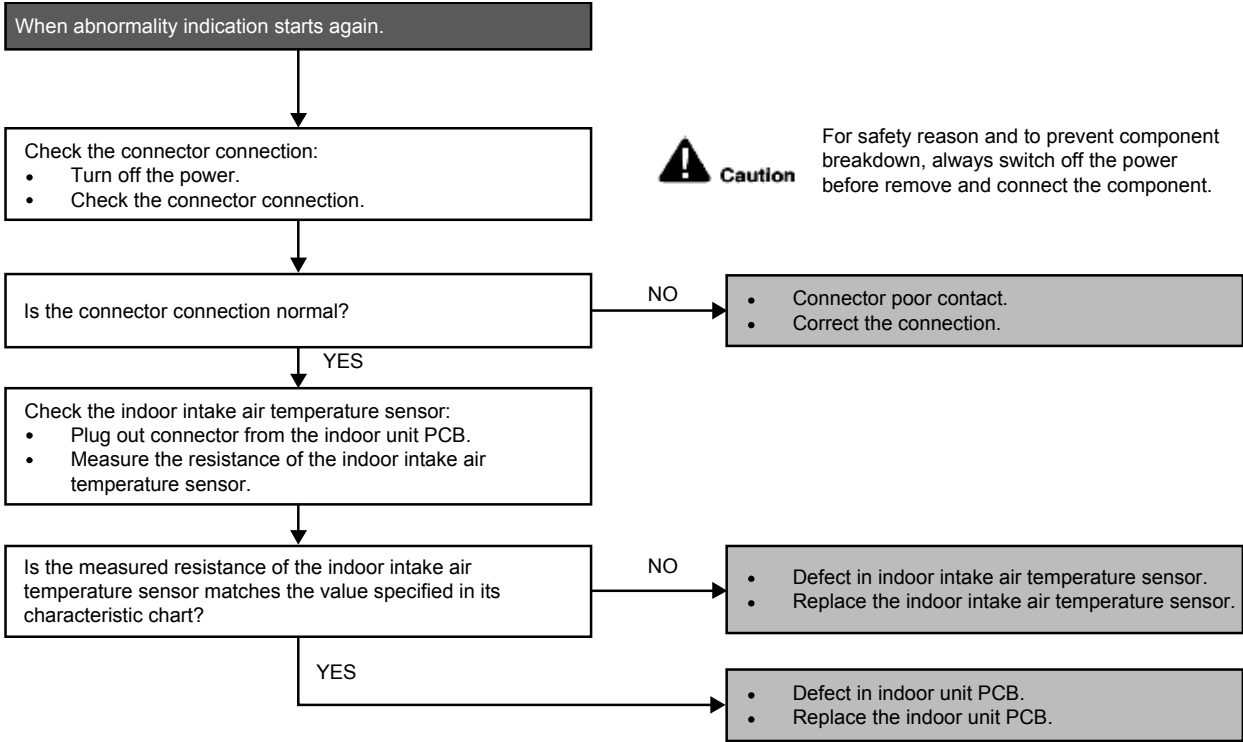 When abnormality indication starts again.
Check the connector connection:
• Turn off the power.
• Check the connector connection.
Caution
For safety reason and to prevent component
breakdown, always switch off the power
before remove and connect the component.
Is the connector connection normal?
NO
• Connector poor contact.
• Correct the connection.
YES
Check the indoor intake air temperature sensor:
• Plug out connector from the indoor unit PCB.
• Measure the resistance of the indoor intake air
temperature sensor.
Is the measured resistance of the indoor intake air
temperature sensor matches the value specified in its
characteristic chart?
NO
• Defect in indoor intake air temperature sensor.
• Replace the indoor intake air temperature sensor.
YES
• Defect in indoor unit PCB.
• Replace the indoor unit PCB.